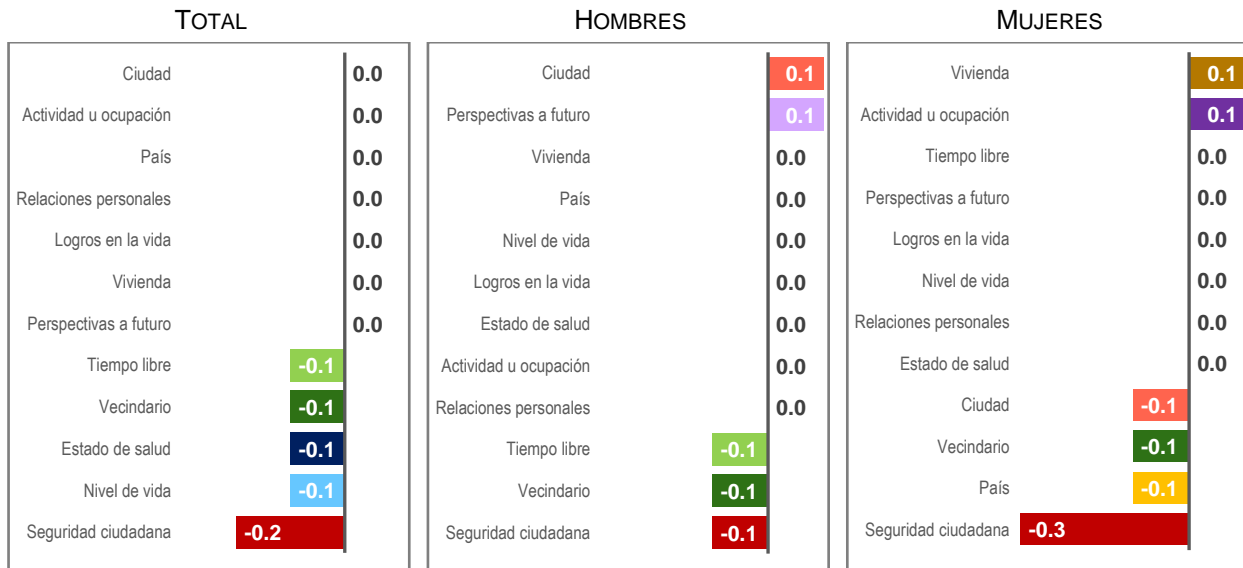 TOTAL
Ciudad 0.0
Actividad u ocupación 0.0
País 0.0
Relaciones personales 0.0
Logros en la vida 0.0
Vivienda 0.0
Perspectivas a futuro 0.0
Tiempo libre -0.1
Vecindario -0.1
Estado de salud -0.1
Nivel de vida -0.1
Seguridad ciudadana -0.2
HOMBRES
Ciudad 0.1
Perspectivas a futuro 0.1
Vivienda 0.0
País 0.0
Nivel de vida 0.0
Logros en la vida 0.0
Estado de salud 0.0
Actividad u ocupación 0.0
Relaciones personales 0.0
Tiempo libre -0.1
Vecindario -0.1
Seguridad ciudadana -0.1
MUJERES
Vivienda 0.1
Actividad u ocupación 0.1
Tiempo libre 0.0
Perspectivas a futuro 0.0
Logros en la vida 0.0
Nivel de vida 0.0
Relaciones personales 0.0
Estado de salud 0.0
Ciudad -0.1
Vecindario -0.1
País -0.1
Seguridad ciudadana -0.3